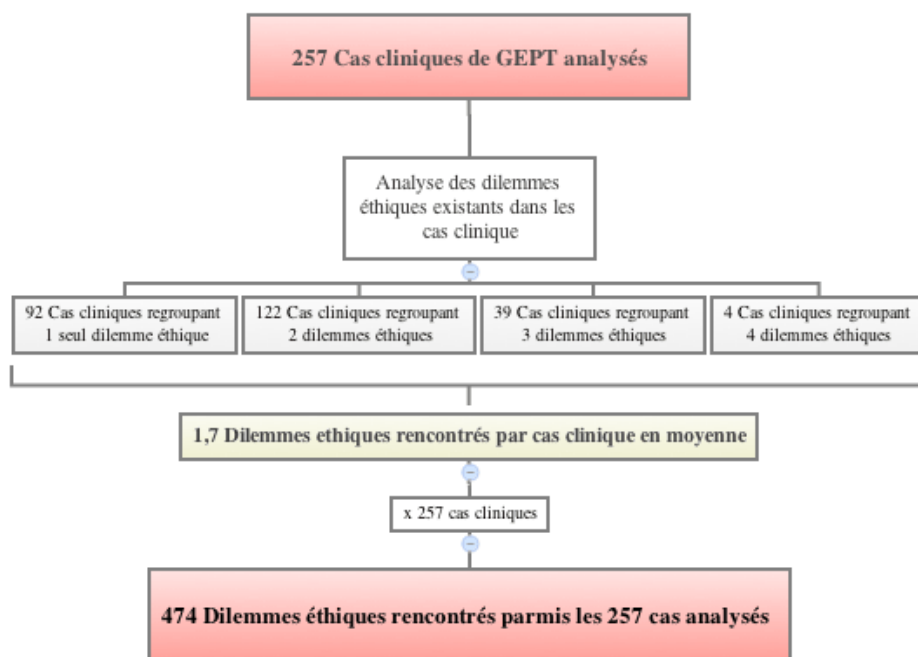 257 Cas cliniques de GEPT analysés
Analyse des dilemmes
éthiques existants dans les
cas clinique
92 Cas cliniques regroupant
1 seul dilemme éthique
122 Cas cliniques regroupant
2 dilemmes éthiques
39 Cas cliniques regroupant
3 dilemmes éthiques
4 Cas cliniques regroupant
4 dilemmes éthiques
1,7 Dilemmes ethiques rencontrés par cas clinique en moyenne
x 257 cas cliniques
474 Dilemmes éthiques rencontrés parmis les 257 cas analysés